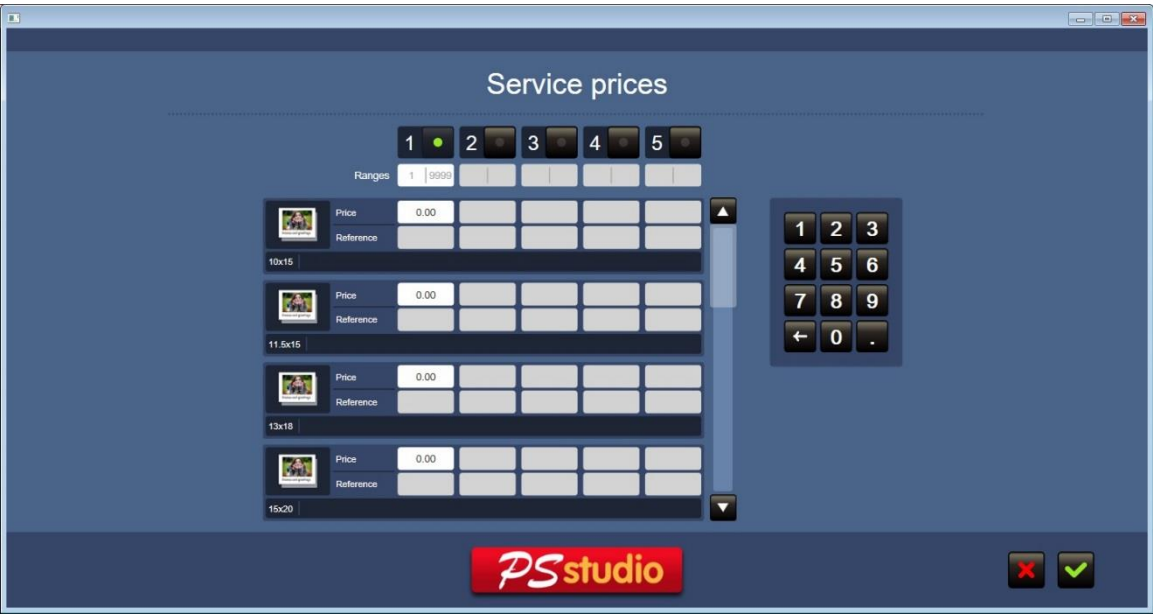 Service prices
1 2 3 4 5
Ranges 1 9999
Price 0.00
Reference
10x15
Price 0.00
Reference
11.5x15
Price 0.00
Reference
13x18
Price 0.00
Reference
15x20
1 2 3
4 5 6
7 8 9
← 0 .
PSstudio